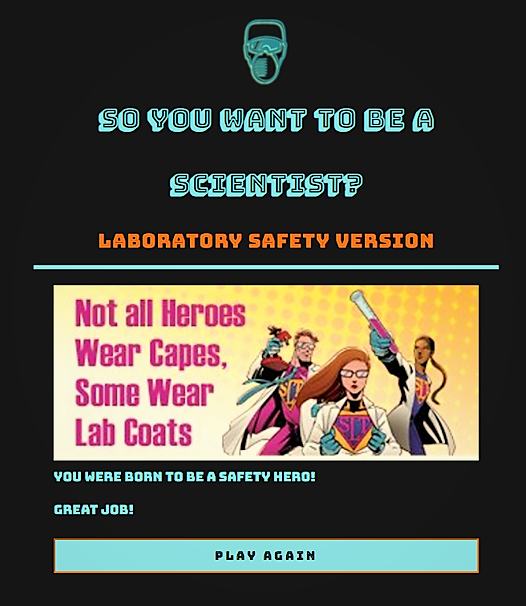 SO YOU WANT TO BE A
SCIENTIST?
LABORATORY SAFETY VERSION
Not all Heroes
Wear Capes,
Some Wear
Lab Coats
YOU WERE BORN TO BE A SAFETY HERO!
GREAT JOB!
PLAY AGAIN